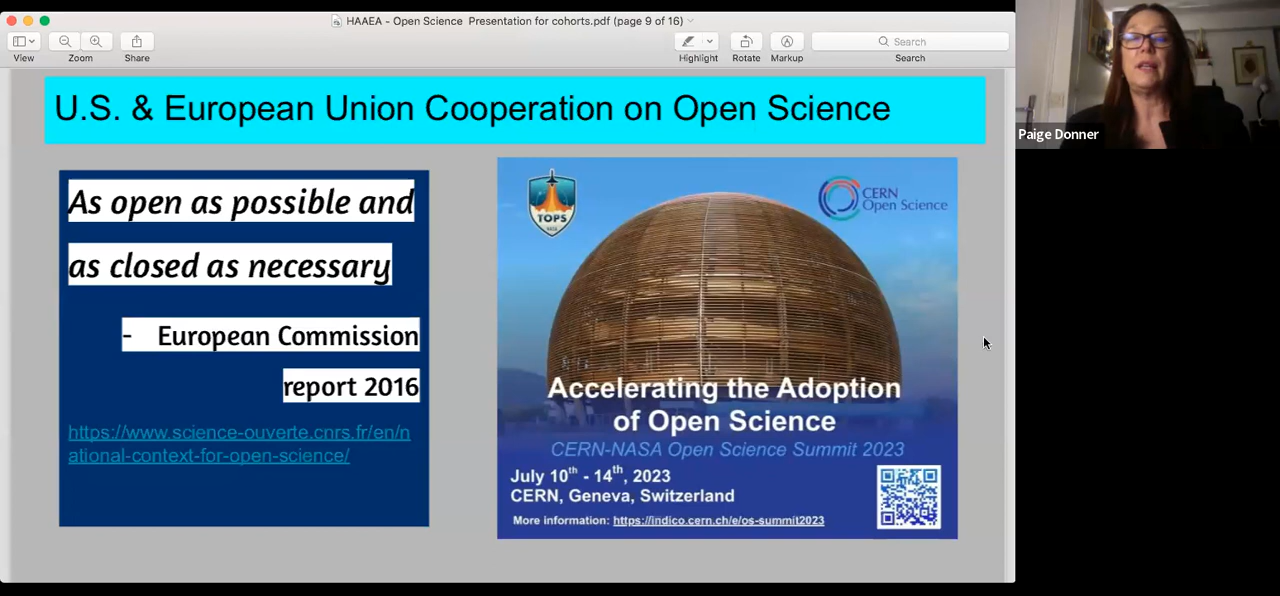 HAAEA - Open Science  Presentation for cohorts.pdf (page 9 of 16)
View
Zoom
Share
Highlight
Rotate
Markup
Search
Search
U.S. & European Union Cooperation on Open Science
As open as possible and
as closed as necessary
- European Commission
report 2016
https://www.science-ouverte.cnrs.fr/en/n
ational-context-for-open-science/
TOPS
NASA
CERN
Open Science
Accelerating the Adoption
of Open Science
CERN-NASA Open Science Summit 2023
July 10th - 14th, 2023
CERN, Geneva, Switzerland
More information: https://indico.cern.ch/e/os-summit2023
Paige Donner